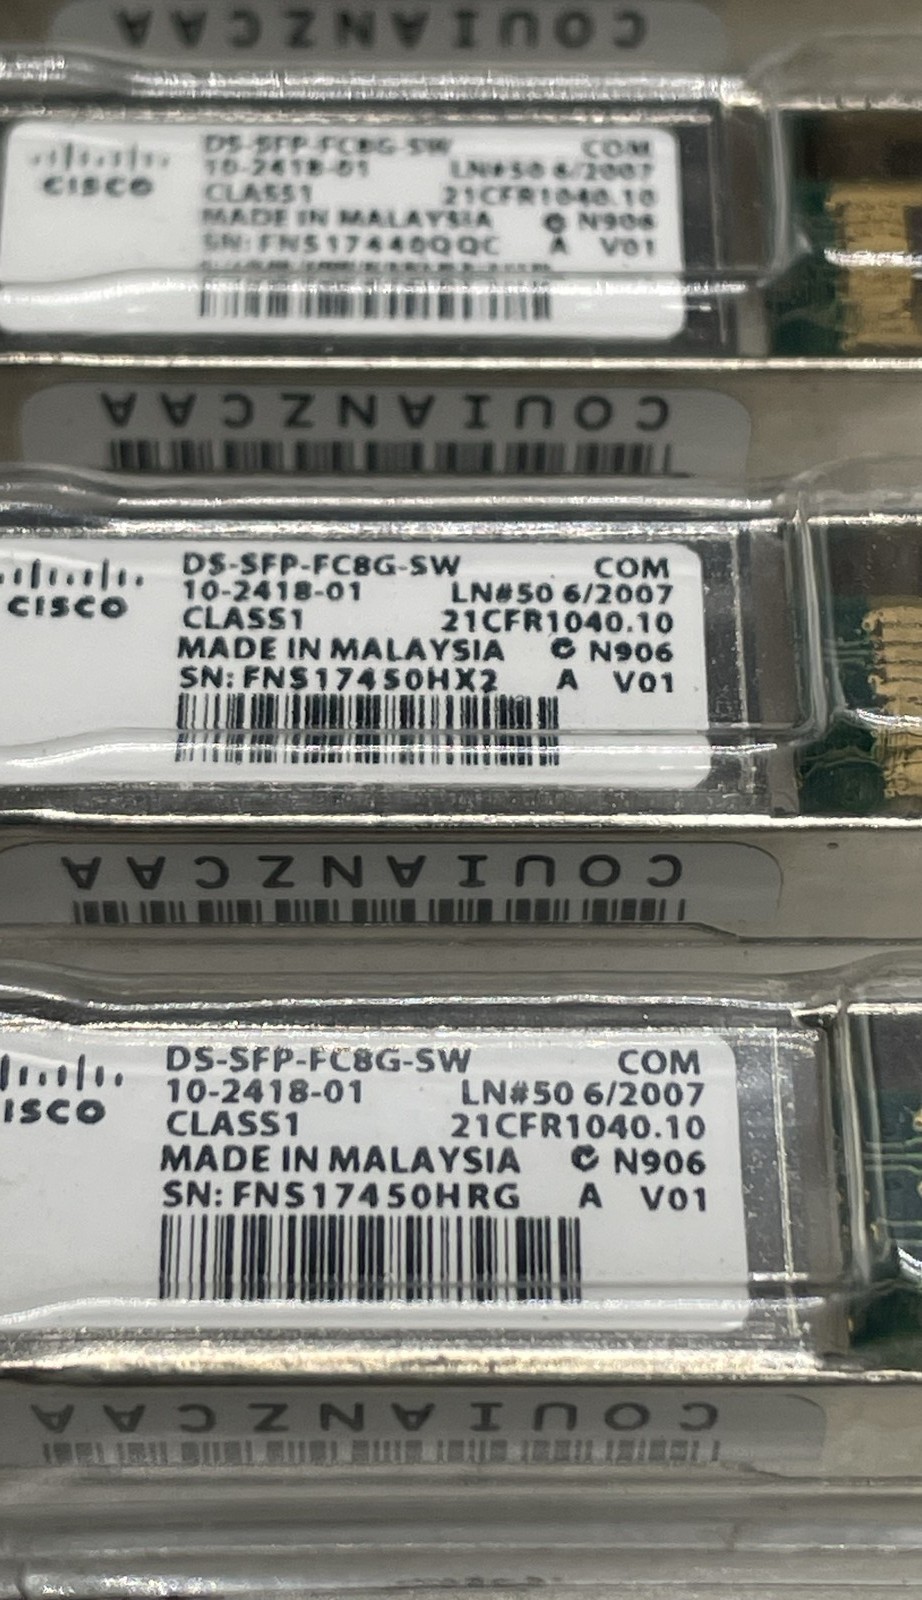 COUIANZCAA
CISCO
DS-SFP-FC8G-SW COM
10-2418-01 LN#50 6/2007
CLASS1 21CFR1040.10
MADE IN MALAYSIA N906
SN: FNS17440QQC A V01
COUIANZCAA
CISCO
DS-SFP-FC8G-SW COM
10-2418-01 LN#50 6/2007
CLASS1 21CFR1040.10
MADE IN MALAYSIA N906
SN: FNS17450HX2 A V01
COUIANZCAA
ISCO
DS-SFP-FC8G-SW COM
10-2418-01 LN#50 6/2007
CLASS1 21CFR1040.10
MADE IN MALAYSIA N906
SN: FNS17450HRG A V01
COUIANZCAA